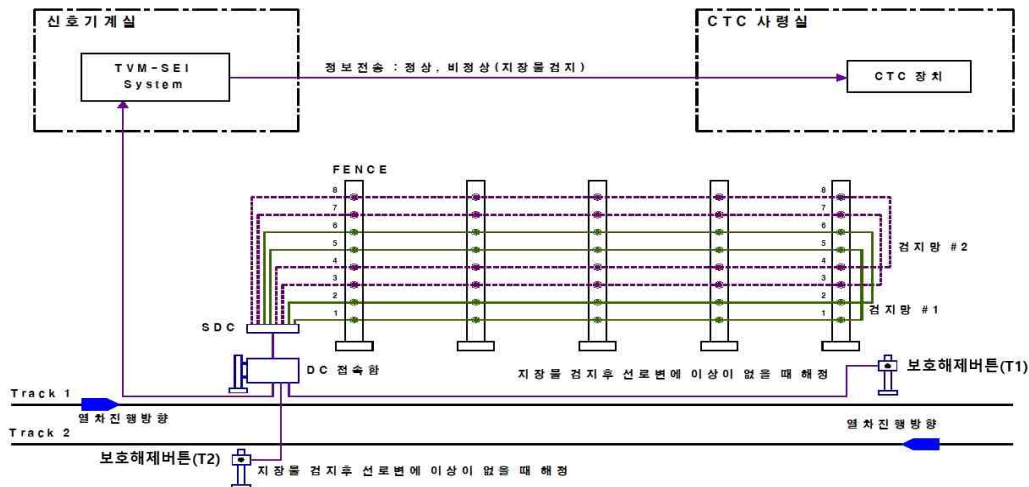 신호기계실
CTC 사령실
TVM-SEI
System
정보전송 : 정상, 비정상(지장물검지)
CTC 장치
FENCE
8
7
6
5
4
3
2
1
8
7
6
5
4
3
2
1
검지망 #2
검지망 #1
SDC
DC 접속함
지장물 검지후 선로변에 이상이 없을 때 해정
보호해제버튼(T1)
Track 1
열차진행방향
Track 2
열차진행방향
보호해제버튼(T2)
지장물 검지후 선로변에 이상이 없을 때 해정